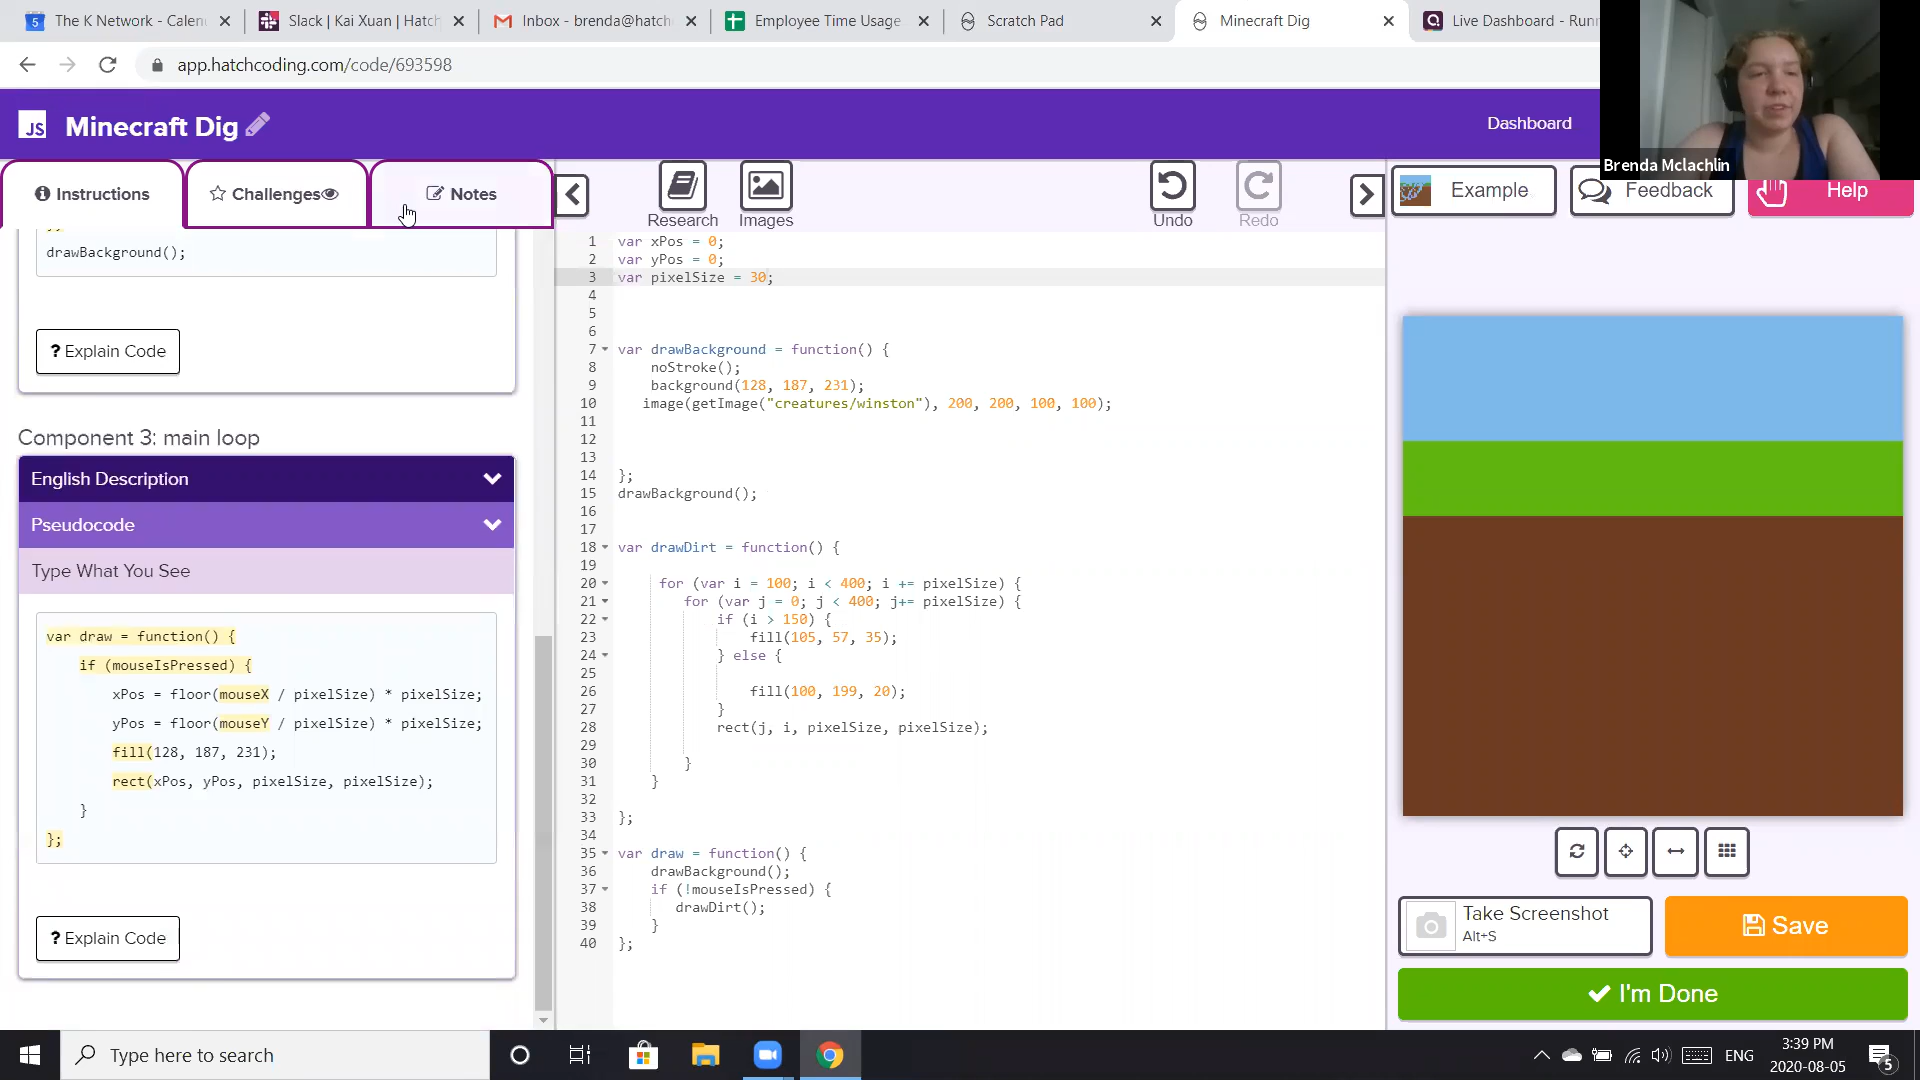 The K Network - Calen
Slack | Kai Xuan | Hatch
Inbox - brenda@hatch
Employee Time Usage
Scratch Pad
Minecraft Dig
Live Dashboard - Run
app.hatchcoding.com/code/693598
JS
Minecraft Dig
Dashboard
Brenda Mclachlin
Instructions
Challenges
Notes
Research
Images
Undo
Redo
Example
Feedback
Help
drawBackground();
? Explain Code
Component 3: main loop
English Description
Pseudocode
Type What You See
var draw = function() {
if (mouseIsPressed) {
xPos = floor(mouseX / pixelSize) * pixelSize;
yPos = floor(mouseY / pixelSize) * pixelSize;
fill(128, 187, 231);
rect(xPos, yPos, pixelSize, pixelSize);
}
};
? Explain Code
1 var xPos = 0;
2 var yPos = 0;
3 var pixelSize = 30;
4
5
6
7 var drawBackground = function() {
8 noStroke();
9 background(128, 187, 231);
10 image(getImage("creatures/winston"), 200, 200, 100, 100);
11
12
13
14 };
15 drawBackground();
16
17
18 var drawDirt = function() {
19
20 for (var i = 100; i < 400; i += pixelSize) {
21 for (var j = 0; j < 400; j+= pixelSize) {
22 if (i > 150) {
23 fill(105, 57, 35);
24 } else {
25
26 fill(100, 199, 20);
27 }
28 rect(j, i, pixelSize, pixelSize);
29
30 }
31 }
32
33 };
34
35 var draw = function() {
36 drawBackground();
37 if (!mouseIsPressed) {
38 drawDirt();
39 }
40 };
Take Screenshot
Alt+S
Save
I'm Done
Type here to search
ENG
3:39 PM
2020-08-05
5